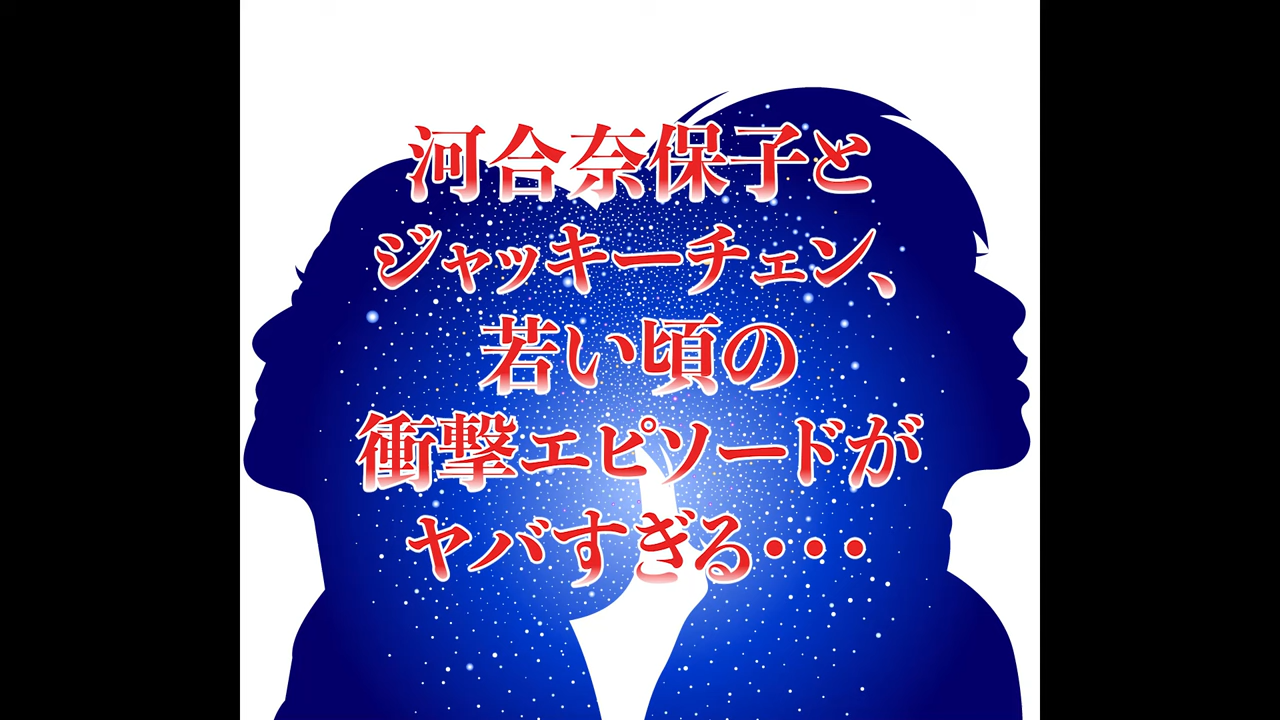 河合奈保子と
ジャッキーチェン、
若い頃の
衝撃エピソードが
ヤバすぎる・・・